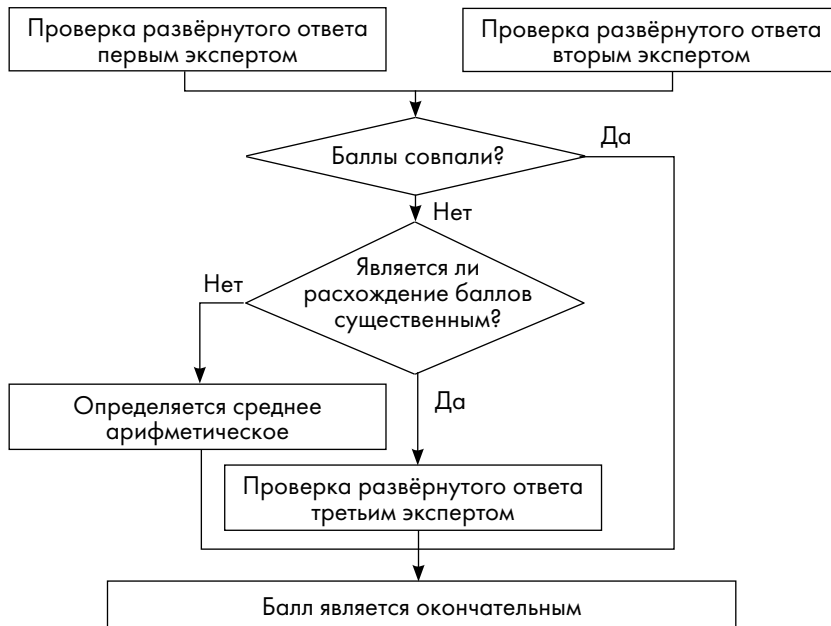 Проверка развёрнутого ответа
первым экспертом
Проверка развёрнутого ответа
вторым экспертом
Баллы совпали?
Да
Нет
Является ли
расхождение баллов
существенным?
Нет
Определяется среднее
арифметическое
Да
Проверка развёрнутого ответа
третьим экспертом
Балл является окончательным